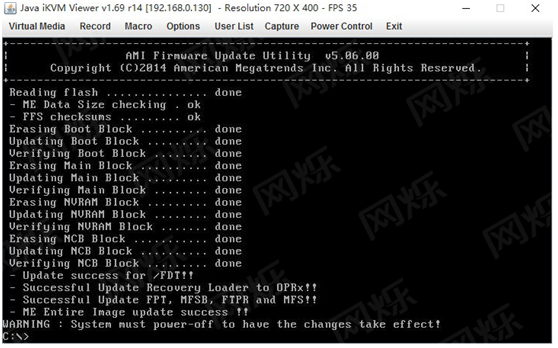 Java iKVM Viewer v1.69 r14 [192.168.0.130] - Resolution 720 X 400 - FPS 35
Virtual Media Record Macro Options User List Capture Power Control Exit
AMI Firmware Update Utility v5.06.00
Copyright (C)2014 American Megatrends Inc. All Rights Reserved.
Reading flash ............... done
- ME Data Size checking . ok
- FFS checksums ......... ok
Erasing Boot Block .......... done
Updating Boot Block ......... done
Verifying Boot Block ........ done
Erasing Main Block .......... done
Updating Main Block ......... done
Verifying Main Block ........ done
Erasing NVRAM Block ......... done
Updating NVRAM Block ........ done
Verifying NVRAM Block ....... done
Erasing NCB Block ........... done
Updating NCB Block .......... done
Verifying NCB Block ......... done
- Update success for /FDT!!
- Successful Update Recovery Loader to OPRx!!
- Successful Update FPT, MFSB, FTPR and MFS!!
- ME Entire Image update success !!
WARNING : System must power-off to have the changes take effect!
C:\>
网烁
网烁
网烁
网烁
网烁